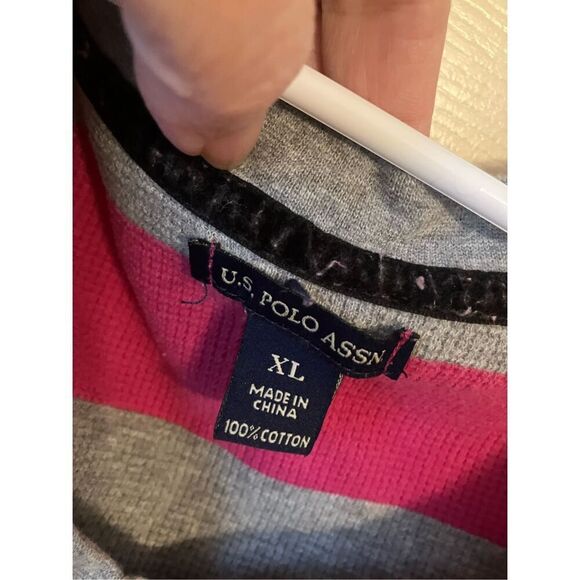 U.S. POLO ASSN.
XL
MADE IN
CHINA
100% COTTON